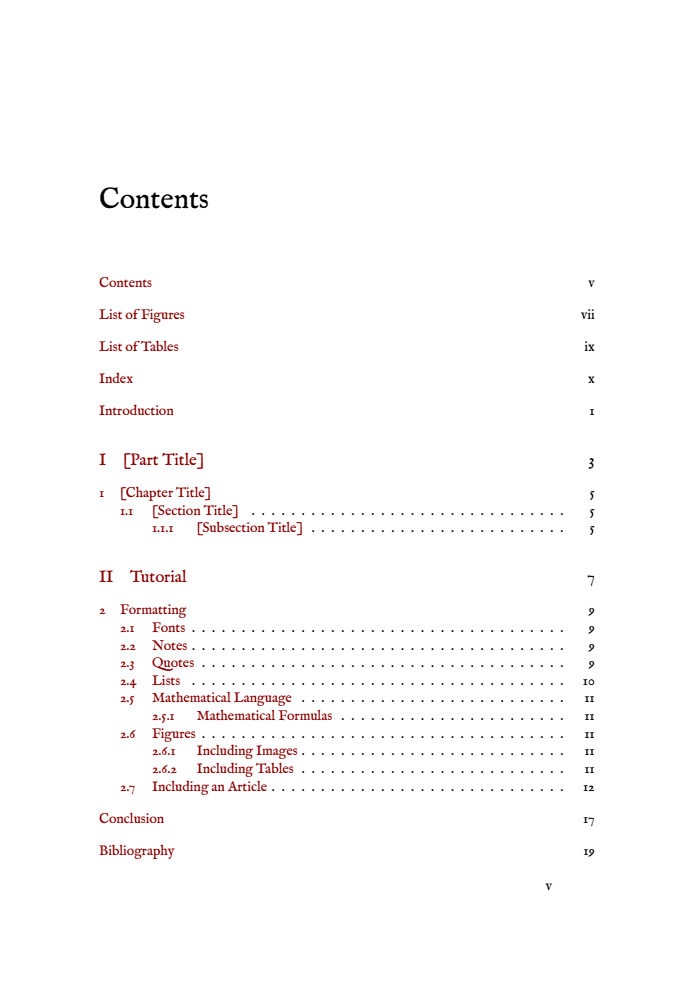 Contents
Contents v
List of Figures vii
List of Tables ix
Index x
Introduction 1
I [Part Title] 3
1 [Chapter Title] 5
1.1 [Section Title] . . . . . . . . . . . . . . . . . . . . . . . . . . . . . . . . 5
1.1.1 [Subsection Title] . . . . . . . . . . . . . . . . . . . . . . . . . . 5
II Tutorial 7
2 Formatting 9
2.1 Fonts . . . . . . . . . . . . . . . . . . . . . . . . . . . . . . . . . . . . . . 9
2.2 Notes . . . . . . . . . . . . . . . . . . . . . . . . . . . . . . . . . . . . . . 9
2.3 Quotes . . . . . . . . . . . . . . . . . . . . . . . . . . . . . . . . . . . . . 9
2.4 Lists . . . . . . . . . . . . . . . . . . . . . . . . . . . . . . . . . . . . . . 10
2.5 Mathematical Language . . . . . . . . . . . . . . . . . . . . . . . . . . . 11
2.5.1 Mathematical Formulas . . . . . . . . . . . . . . . . . . . . . . . 11
2.6 Figures . . . . . . . . . . . . . . . . . . . . . . . . . . . . . . . . . . . . . 11
2.6.1 Including Images . . . . . . . . . . . . . . . . . . . . . . . . . . . 11
2.6.2 Including Tables . . . . . . . . . . . . . . . . . . . . . . . . . . . 11
2.7 Including an Article . . . . . . . . . . . . . . . . . . . . . . . . . . . . . . 12
Conclusion 17
Bibliography 19
v